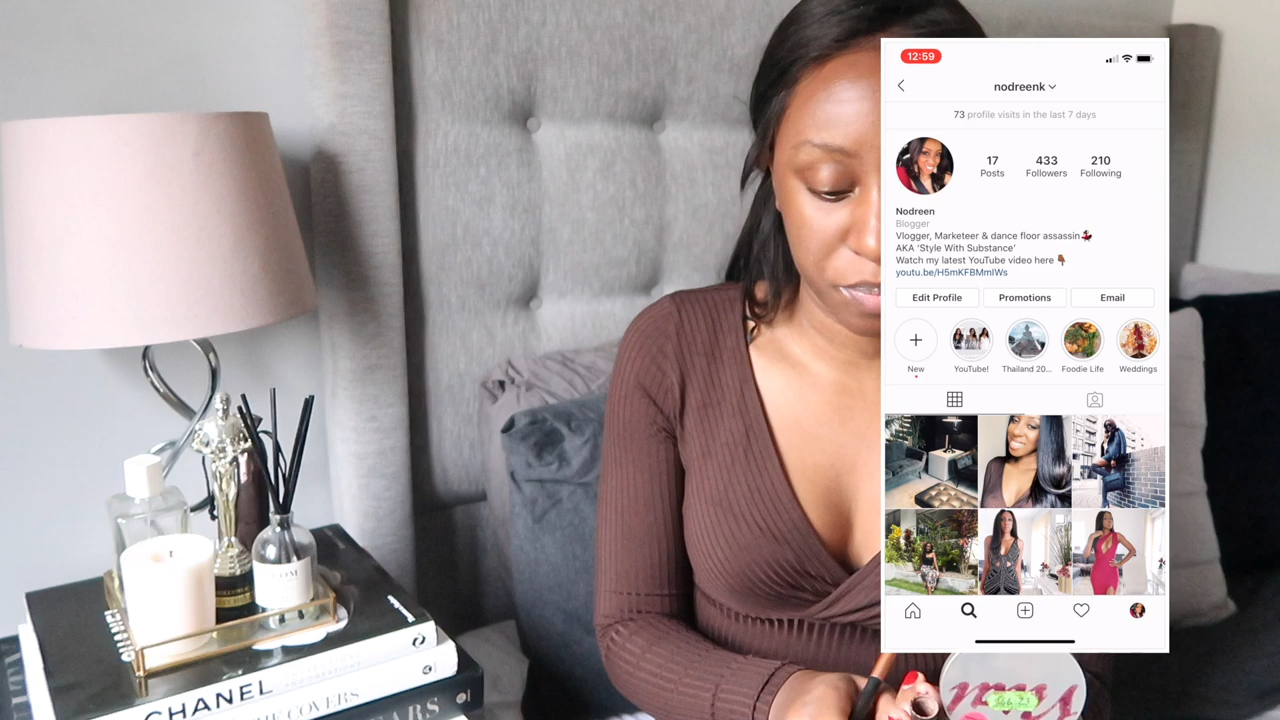 12:59
nodreenk
73 profile visits in the last 7 days
17
Posts
433
Followers
210
Following
Nodreen
Blogger
Vlogger, Marketeer & dance floor assassin💃🏾
AKA ‘Style With Substance’
Watch my latest YouTube video here 👇🏾
youtu.be/H5mKFBMmIWs
Edit Profile
Promotions
Email
New
YouTube!
Thailand 20...
Foodie Life
Weddings
CHANEL
THE COVERS